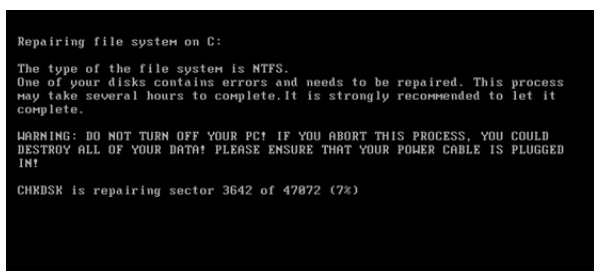 Repairing file system on C:
The type of the file system is NTFS.
One of your disks contains errors and needs to be repaired. This process
may take several hours to complete.It is strongly recommended to let it
complete.
WARNING: DO NOT TURN OFF YOUR PC! IF YOU ABORT THIS PROCESS, YOU COULD
DESTROY ALL OF YOUR DATA! PLEASE ENSURE THAT YOUR POWER CABLE IS PLUGGED
IN!
CHKDSK is repairing sector 3642 of 47072 (7%)